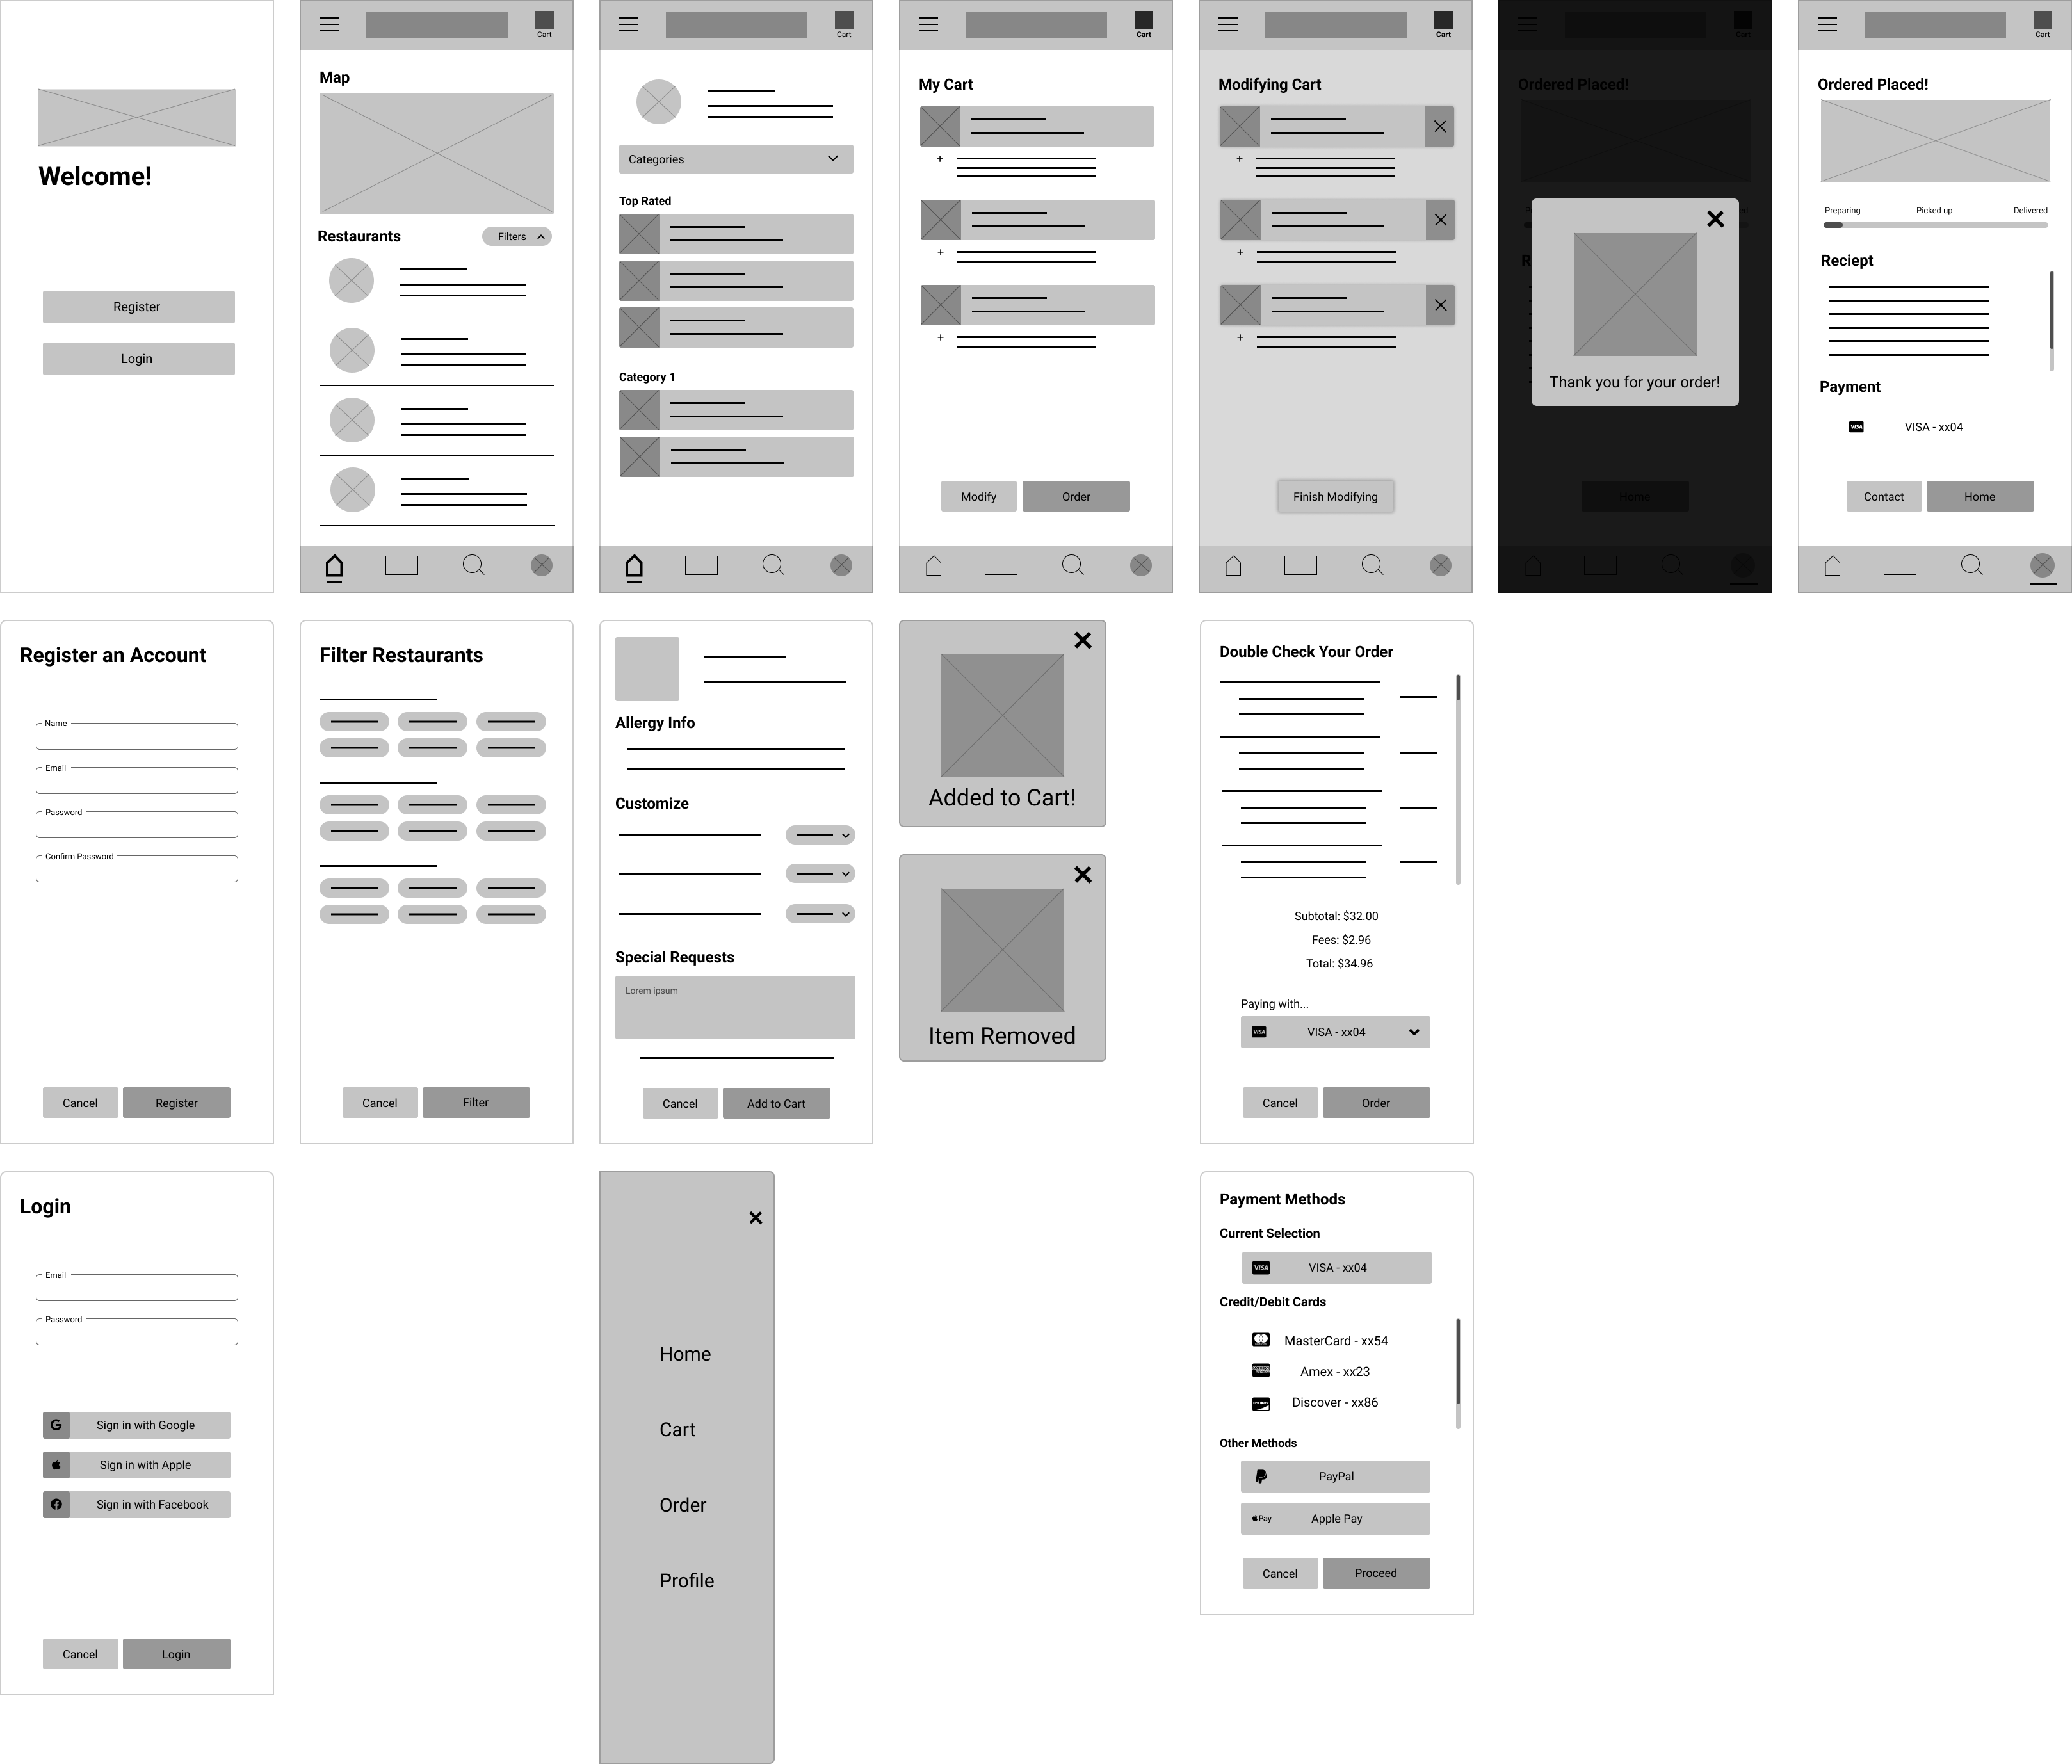 Welcome!
Register
Login
Cart
Map
Restaurants
Filters
Cart
Categories
Top Rated
Category 1
Cart
My Cart
Modify
Order
Cart
Modifying Cart
Finish Modifying
Cart
Ordered Placed!
Thank you for your order!
Home
Cart
Ordered Placed!
Preparing
Picked up
Delivered
Reciept
Payment
VISA
VISA - xx04
Contact
Home
Register an Account
Name
Email
Password
Confirm Password
Cancel
Register
Filter Restaurants
Cancel
Filter
Allergy Info
Customize
Special Requests
Lorem ipsum
Cancel
Add to Cart
Added to Cart!
Item Removed
Double Check Your Order
Subtotal: $32.00
Fees: $2.96
Total: $34.96
Paying with...
VISA
VISA - xx04
Cancel
Order
Login
Email
Password
G
Sign in with Google
Sign in with Apple
Sign in with Facebook
Cancel
Login
Home
Cart
Order
Profile
Payment Methods
Current Selection
VISA
VISA - xx04
Credit/Debit Cards
MasterCard - xx54
Amex - xx23
Discover - xx86
Other Methods
PayPal
Pay
Apple Pay
Cancel
Proceed